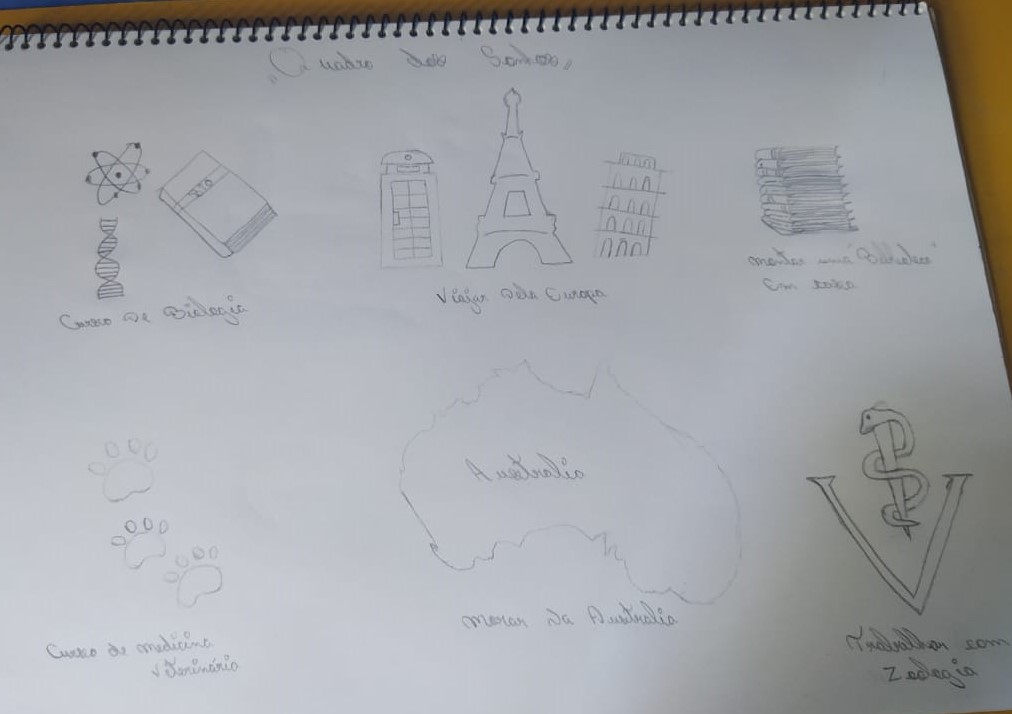 "Quadro dos Sonhos"
BIO
Curso de Biologia
Viajar Pela Europa
montar uma "Biblioteca"
Em casa
Australia
Curso de medicina
Veterinário
morar na Australia
Trabalhar com
Zoologia